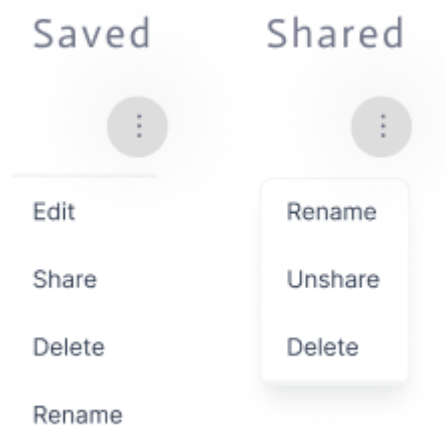 Saved
Edit
Share
Delete
Rename
Shared
Rename
Unshare
Delete